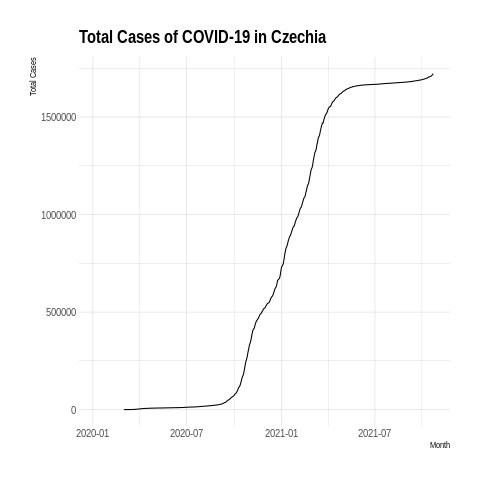 Total Cases of COVID-19 in Czechia
Total Cases
1500000
1000000
500000
0
2020-01 2020-07 2021-01 2021-07
Month